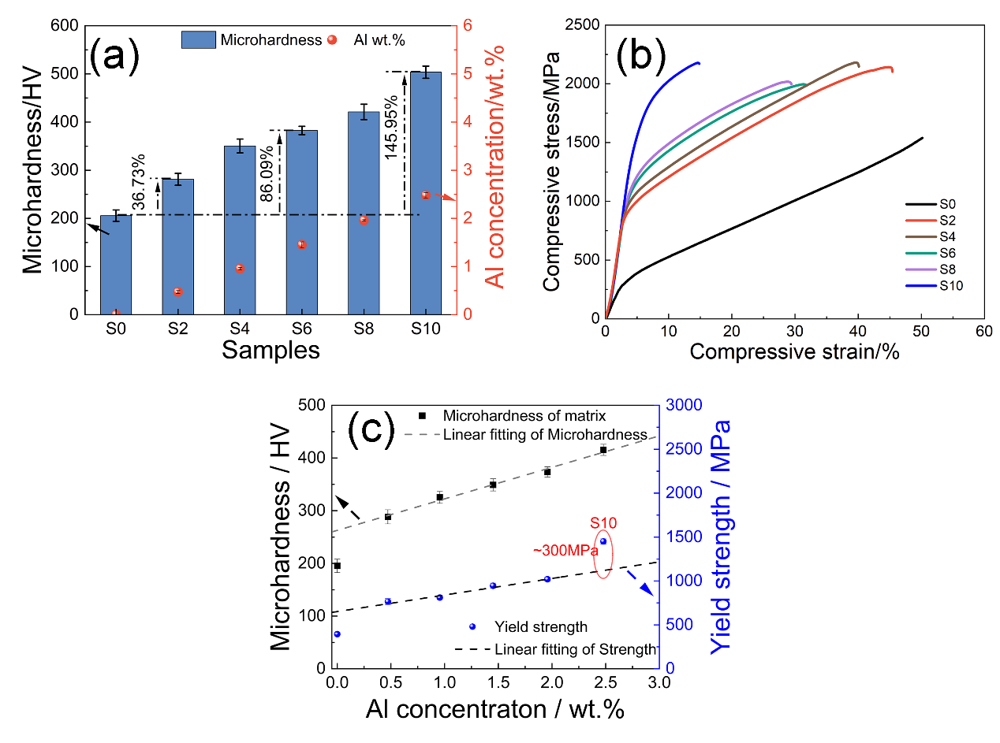 (a)
Microhardness
Al wt.%
Microhardness/HV
600
500
400
300
200
100
0
36.73%
86.09%
145.95%
6
5
4
3
2
1
0
Al concentration/wt.%
S0 S2 S4 S6 S8 S10
Samples
(b)
Compressive stress/MPa
2500
2000
1500
1000
500
0
S0
S2
S4
S6
S8
S10
0 10 20 30 40 50 60
Compressive strain/%
(c)
Microhardness of matrix
Linear fitting of Microhardness
Microhardness / HV
500
400
300
200
100
0
S10
~300MPa
Yield strength
Linear fitting of Strength
3000
2500
2000
1500
1000
500
0
Yield strength / MPa
0.0 0.5 1.0 1.5 2.0 2.5 3.0
Al concentraton / wt.%